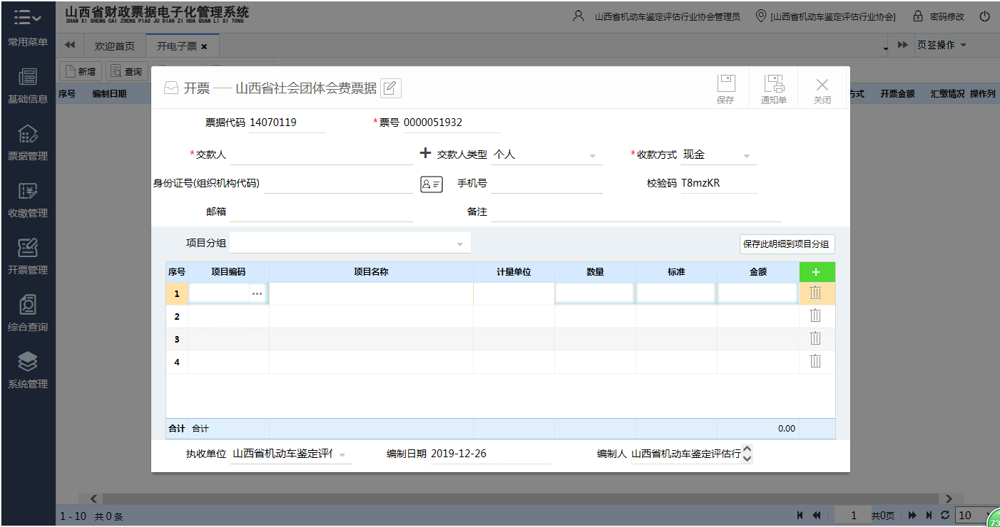 山西省财政票据电子化管理系统
SHAN XI SHENG CAI ZHENG PIAO JU DIAN ZI HUA GUAN LI XI TONG
山西省机动车鉴定评估行业协会管理员
[山西省机动车鉴定评估行业协会]
密码修改
常用菜单
欢迎首页
开电子票
页签操作
新增
查询
序号 编制日期
方式 开票金额 汇缴情况 操作列
基础信息
票据管理
收缴管理
开票管理
综合查询
系统管理
开票 —— 山西省社会团体会费票据
保存
通知单
关闭
票据代码 14070119
*票号 0000051932
*交款人
交款人类型 个人
*收款方式 现金
身份证号(组织机构代码)
手机号
校验码 T8mzKR
邮箱
备注
项目分组
保存此明细到项目分组
序号 项目编码 项目名称 计量单位 数量 标准 金额 +
1 ...
2
3
4
合计 合计 0.00
执收单位 山西省机动车鉴定评估
编制日期 2019-12-26
编制人 山西省机动车鉴定评估行
1 - 10 共 0 条
1 共0页
10